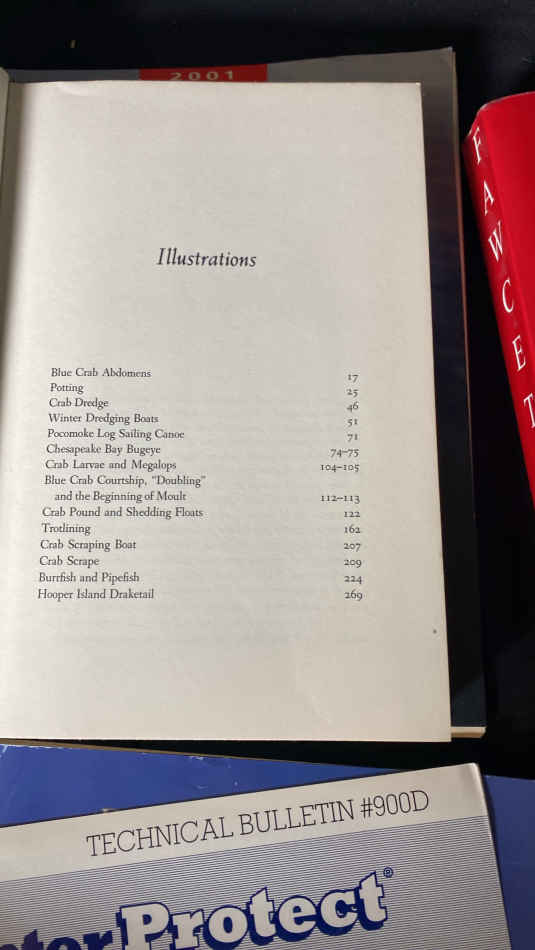 2001
Illustrations
Blue Crab Abdomens 17
Potting 25
Crab Dredge 46
Winter Dredging Boats 51
Pocomoke Log Sailing Canoe 71
Chesapeake Bay Bugeye 74–75
Crab Larvae and Megalops 104–105
Blue Crab Courtship, “Doubling”
and the Beginning of Moult 112–113
Crab Pound and Shedding Floats 122
Trotlining 162
Crab Scraping Boat 207
Crab Scrape 209
Burrfish and Pipefish 224
Hooper Island Draketail 269
FAWCET
TECHNICAL BULLETIN #900D
Protect®